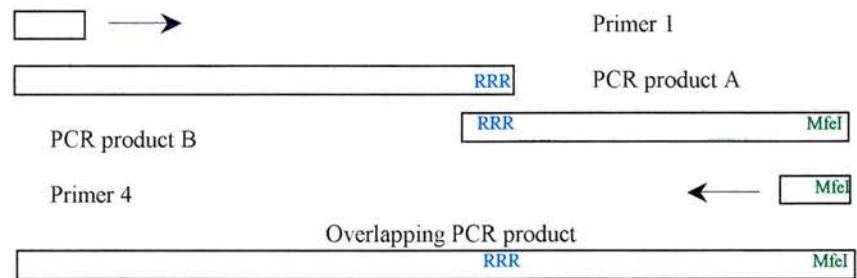 Primer 1
RRR PCR product A
RRR MfeI
PCR product B
Primer 4 MfeI
Overlapping PCR product
RRR MfeI